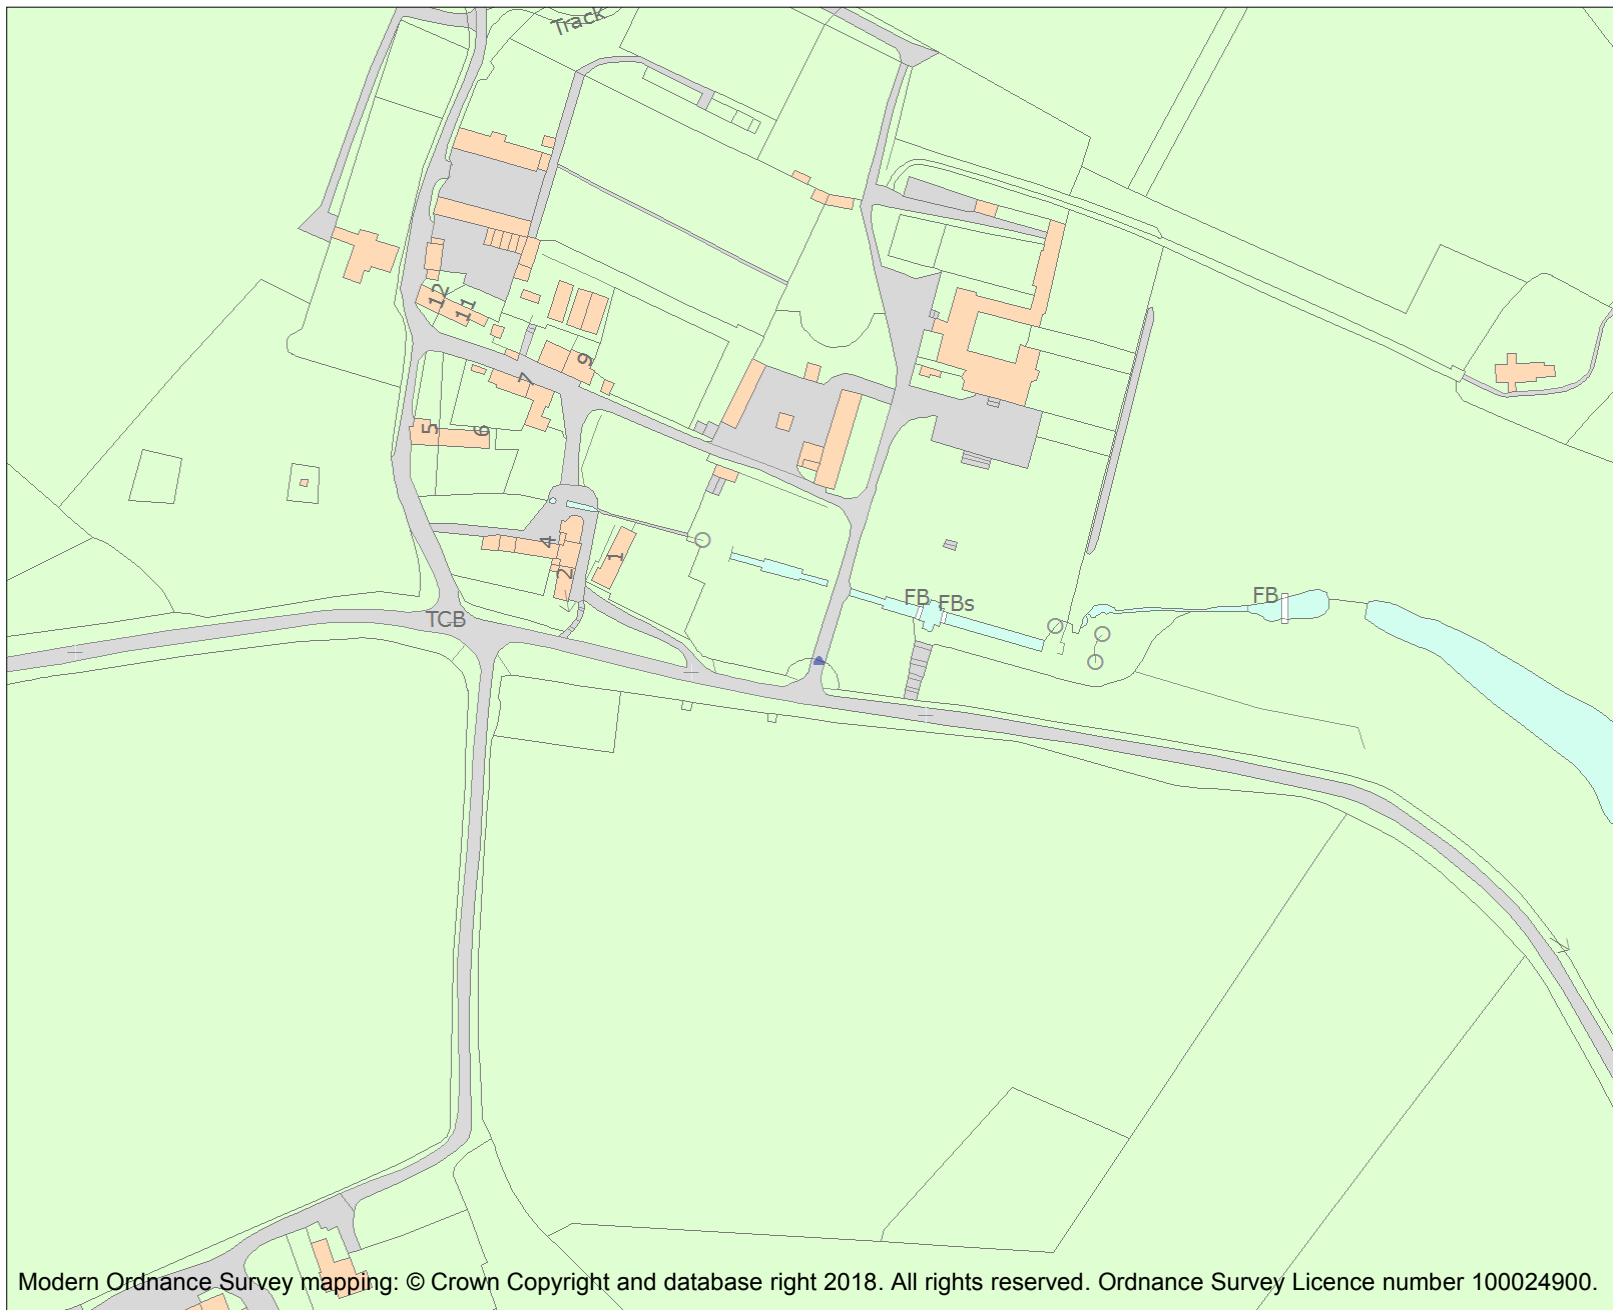 Track
12
11
9
7
5
6
4
1
2
FB
FBs
FB
TCB
Modern Ordnance Survey mapping: © Crown Copyright and database right 2018. All rights reserved. Ordnance Survey Licence number 100024900.